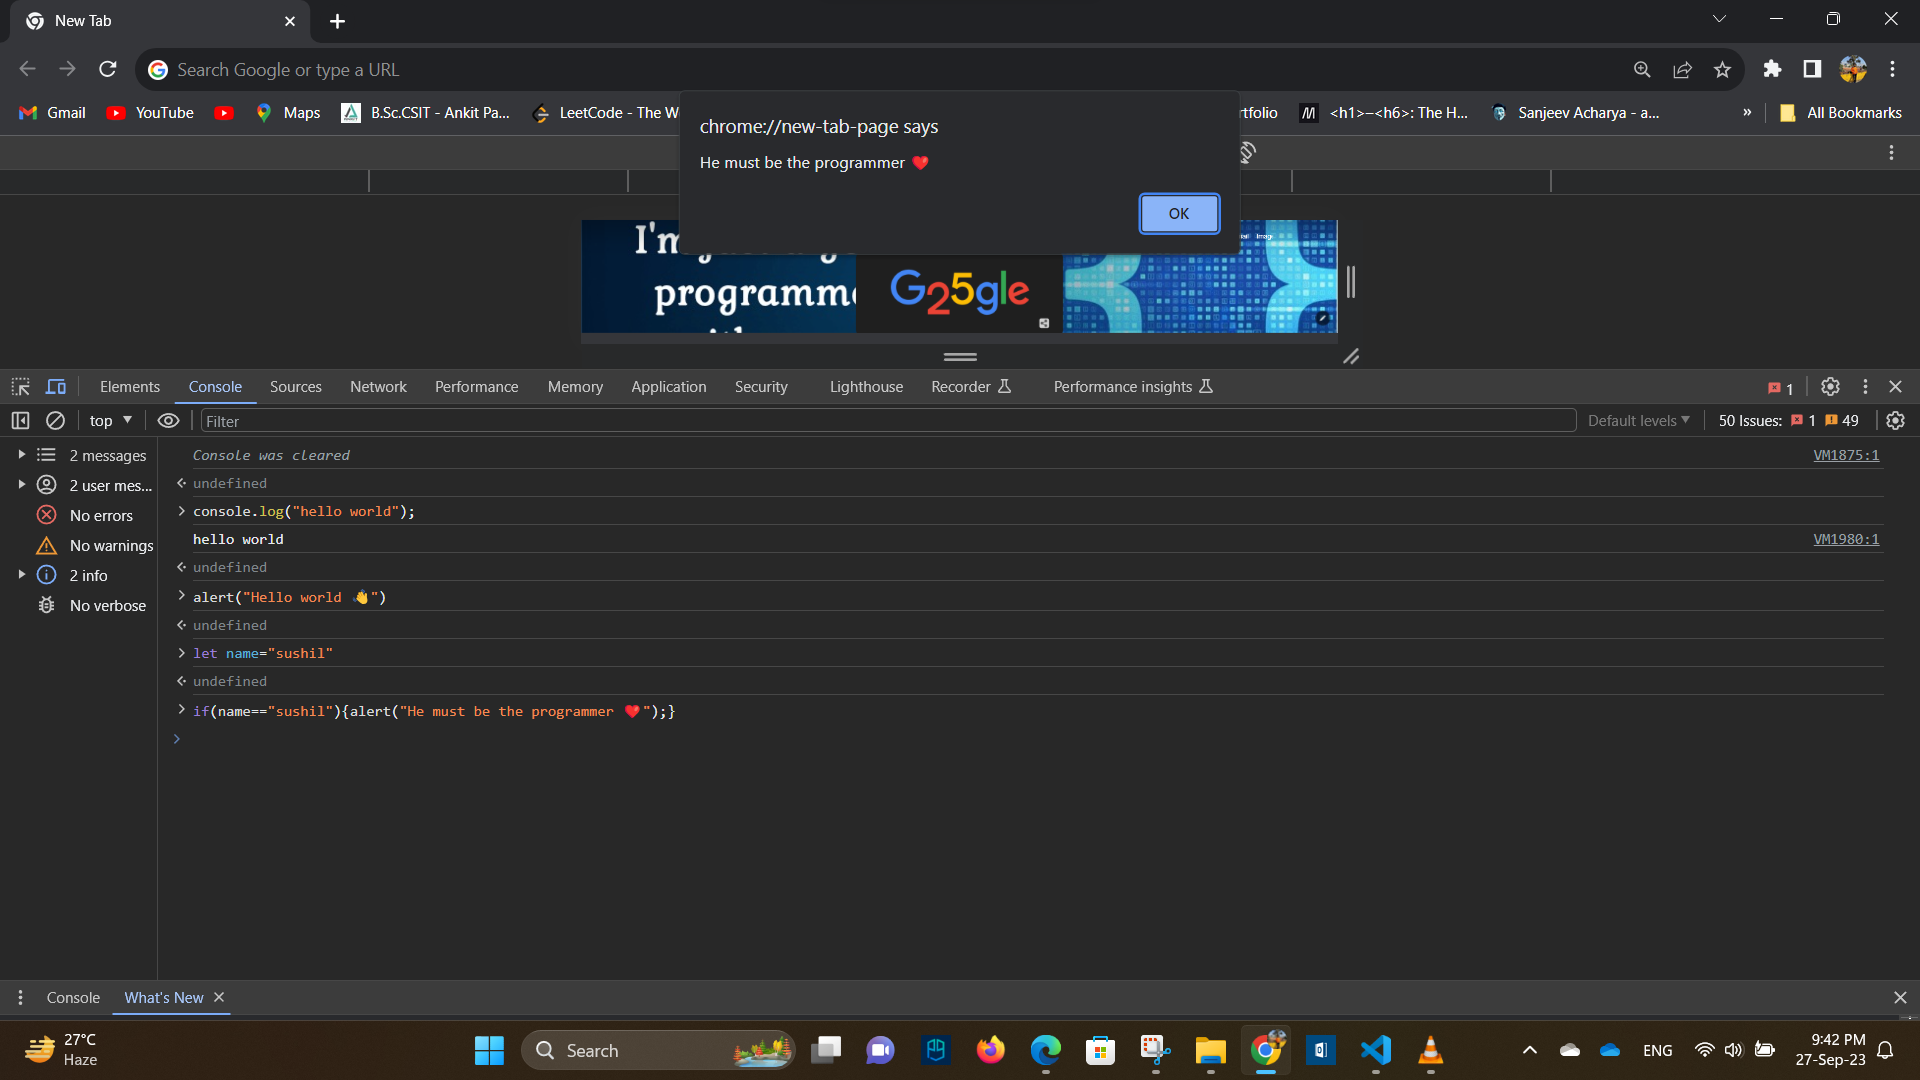 New Tab
Search Google or type a URL
Gmail YouTube Maps B.Sc.CSIT - Ankit Pa... LeetCode - The W rtfolio <h1>–<h6>: The H... Sanjeev Acharya - a... » All Bookmarks
chrome://new-tab-page says
He must be the programmer ❤️
OK
I'm
programm
G25gle
Elements Console Sources Network Performance Memory Application Security Lighthouse Recorder Performance insights 1
top Filter Default levels 50 Issues: 1 49
2 messages
2 user mes...
No errors
No warnings
2 info
No verbose
Console was cleared VM1875:1
undefined
console.log("hello world");
hello world VM1980:1
undefined
alert("Hello world 👋")
undefined
let name="sushil"
undefined
if(name=="sushil"){alert("He must be the programmer ❤️");}
Console What's New
27°C
Haze
Search
ENG
9:42 PM
27-Sep-23